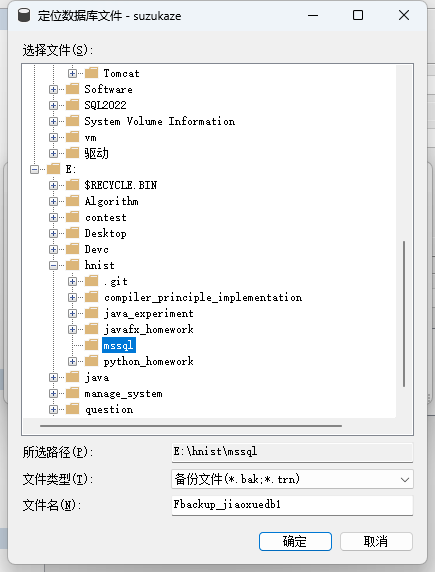 定位数据库文件 - suzukaze
选择文件(S):
Tomcat
Software
SQL2022
System Volume Information
vm
驱动
E:
$RECYCLE.BIN
Algorithm
contest
Desktop
Devc
hnist
.git
compiler_principle_implementation
java_experiment
javafx_homework
mssql
python_homework
java
manage_system
question
所选路径(P): E:\hnist\mssql
文件类型(T): 备份文件(*.bak;*.trn)
文件名(N): Fbackup_jiaoxuedb1
确定 取消